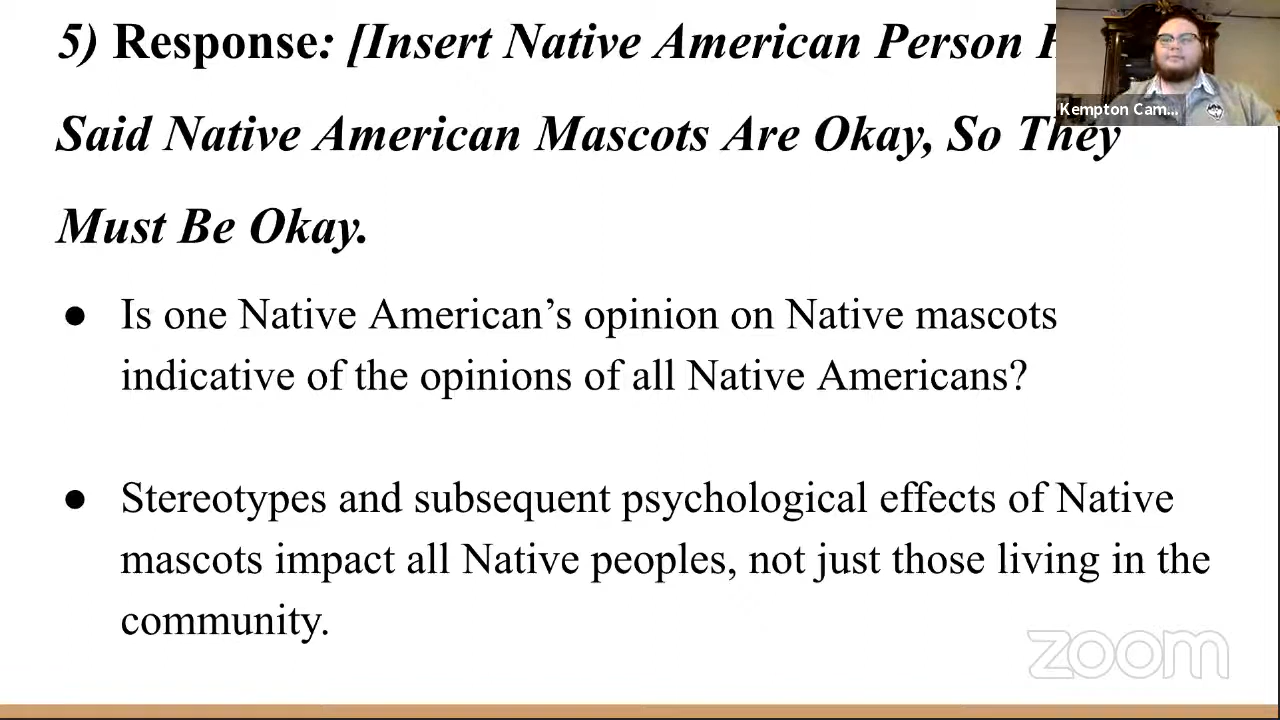 5) Response: [Insert Native American Person
Kempton Cam...
Said Native American Mascots Are Okay, So They
Must Be Okay.
● Is one Native American’s opinion on Native mascots
indicative of the opinions of all Native Americans?
● Stereotypes and subsequent psychological effects of Native
mascots impact all Native peoples, not just those living in the
community.
zoom